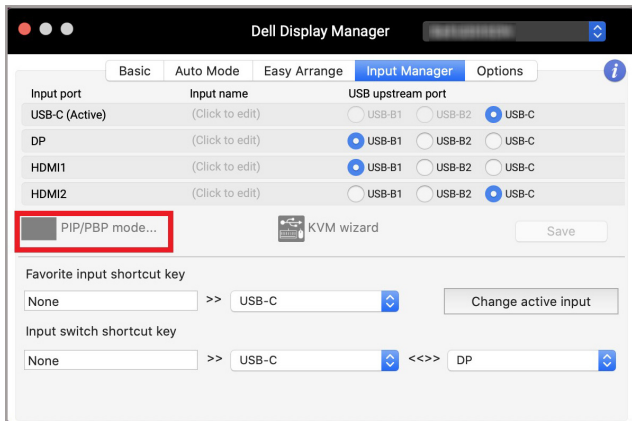 Dell Display Manager
Basic Auto Mode Easy Arrange Input Manager Options i
Input port Input name USB upstream port
USB-C (Active) (Click to edit) USB-B1 USB-B2 USB-C
DP (Click to edit) USB-B1 USB-B2 USB-C
HDMI1 (Click to edit) USB-B1 USB-B2 USB-C
HDMI2 (Click to edit) USB-B1 USB-B2 USB-C
PIP/PBP mode... KVM wizard Save
Favorite input shortcut key
None >> USB-C Change active input
Input switch shortcut key
None >> USB-C <<>> DP